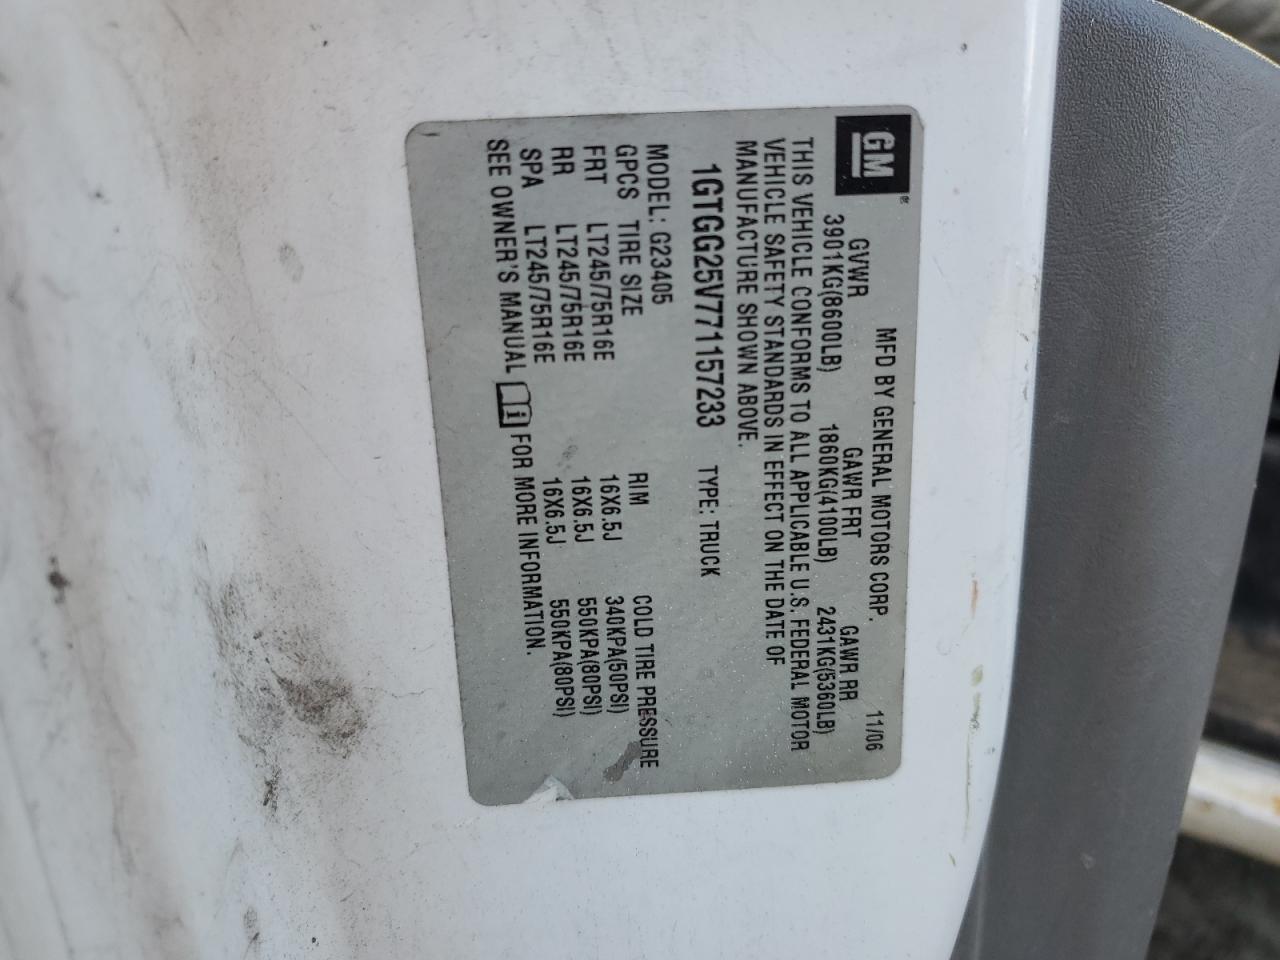 GM®
MFD BY GENERAL MOTORS CORP. 11/06
GVWR GAWR FRT GAWR RR
3901KG(8600LB) 1860KG(4100LB) 2431KG(5360LB)
THIS VEHICLE CONFORMS TO ALL APPLICABLE U.S. FEDERAL MOTOR
VEHICLE SAFETY STANDARDS IN EFFECT ON THE DATE OF
MANUFACTURE SHOWN ABOVE.
1GTGG25V771157233 TYPE: TRUCK
MODEL: G23405
GPCS TIRE SIZE RIM COLD TIRE PRESSURE
FRT LT245/75R16E 16X6.5J 340KPA(50PSI)
RR LT245/75R16E 16X6.5J 550KPA(80PSI)
SPA LT245/75R16E 16X6.5J 550KPA(80PSI)
SEE OWNER'S MANUAL i FOR MORE INFORMATION.